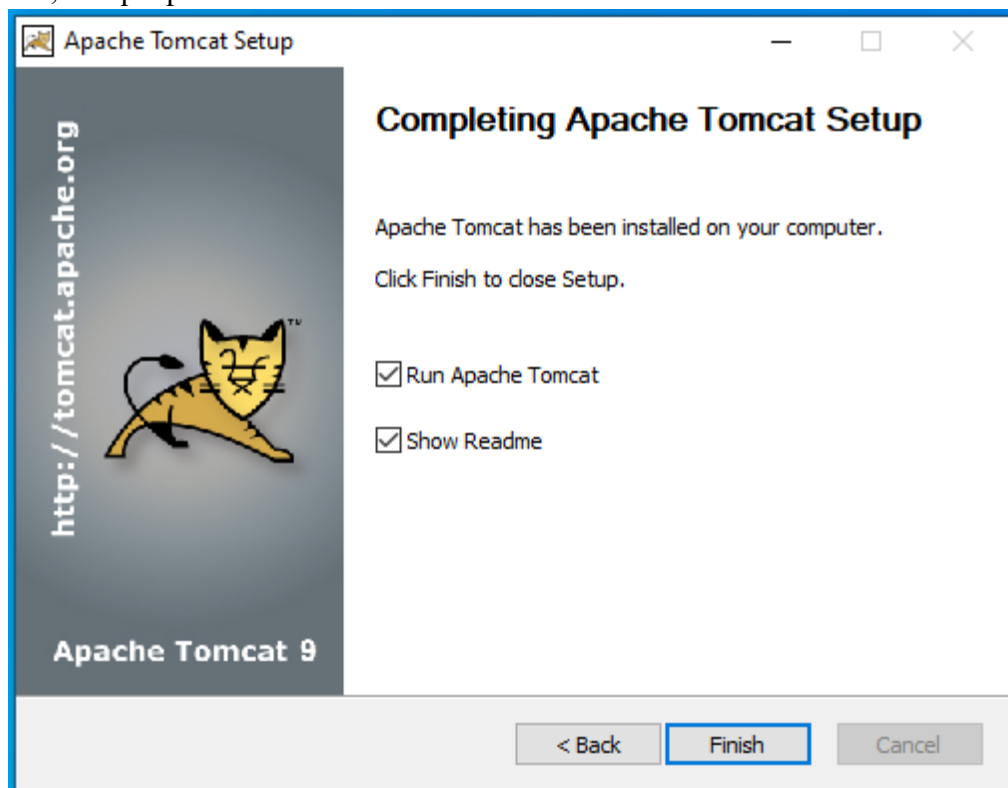 Apache Tomcat Setup
http://tomcat.apache.org
Apache Tomcat 9
Completing Apache Tomcat Setup
Apache Tomcat has been installed on your computer.
Click Finish to close Setup.
Run Apache Tomcat
Show Readme
< Back
Finish
Cancel
TM